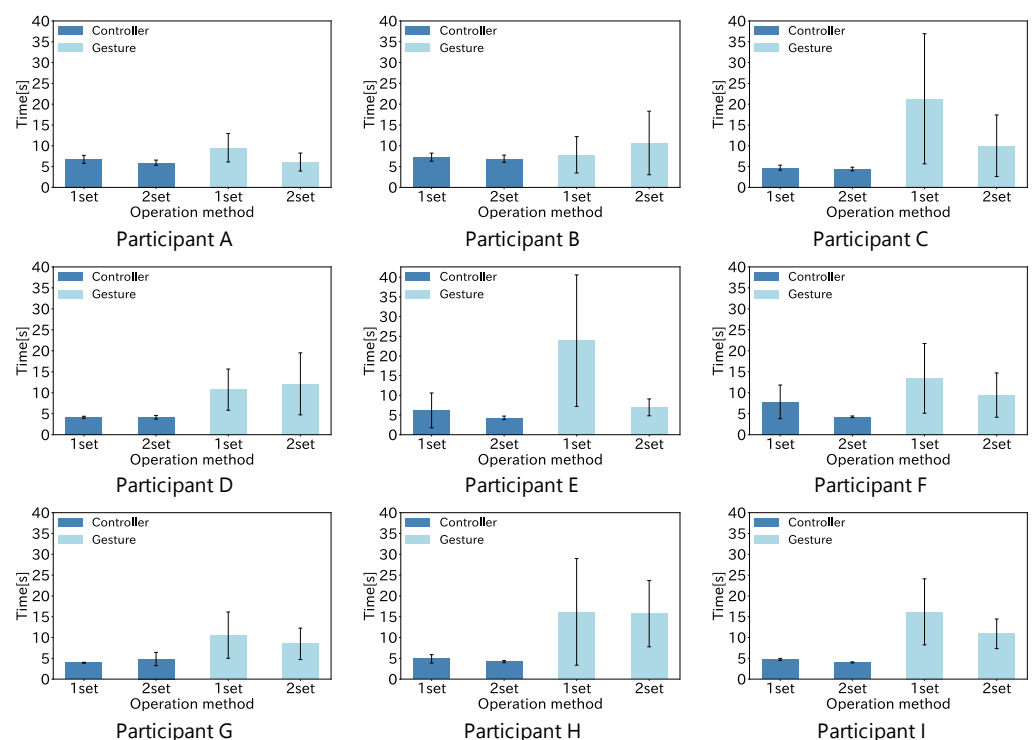 40
35
30
25
20
15
10
5
0
Time[s]
Controller
Gesture
1set 2set 1set 2set
Operation method
Participant A
40
35
30
25
20
15
10
5
0
Time[s]
Controller
Gesture
1set 2set 1set 2set
Operation method
Participant B
40
35
30
25
20
15
10
5
0
Time[s]
Controller
Gesture
1set 2set 1set 2set
Operation method
Participant C
40
35
30
25
20
15
10
5
0
Time[s]
Controller
Gesture
1set 2set 1set 2set
Operation method
Participant D
40
35
30
25
20
15
10
5
0
Time[s]
Controller
Gesture
1set 2set 1set 2set
Operation method
Participant E
40
35
30
25
20
15
10
5
0
Time[s]
Controller
Gesture
1set 2set 1set 2set
Operation method
Participant F
40
35
30
25
20
15
10
5
0
Time[s]
Controller
Gesture
1set 2set 1set 2set
Operation method
Participant G
40
35
30
25
20
15
10
5
0
Time[s]
Controller
Gesture
1set 2set 1set 2set
Operation method
Participant H
40
35
30
25
20
15
10
5
0
Time[s]
Controller
Gesture
1set 2set 1set 2set
Operation method
Participant I